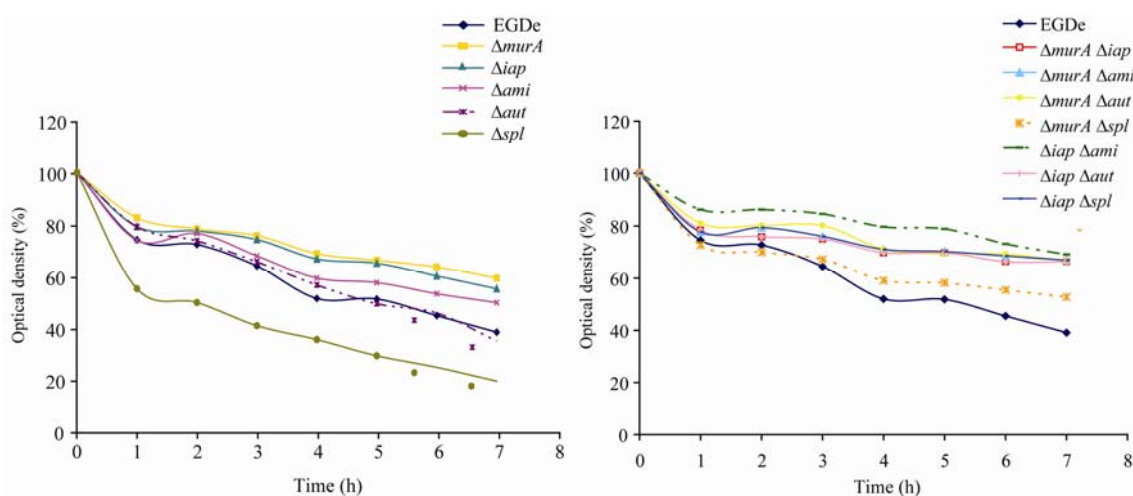 EGDe
ΔmurA
Δiap
Δami
Δaut
Δspl
120
100
80
60
40
20
0
Optical density (%)
0 1 2 3 4 5 6 7 8
Time (h)
EGDe
ΔmurA Δiap
ΔmurA Δami
ΔmurA Δaut
ΔmurA Δspl
Δiap Δami
Δiap Δaut
Δiap Δspl
120
100
80
60
40
20
0
Optical density (%)
0 1 2 3 4 5 6 7 8
Time (h)